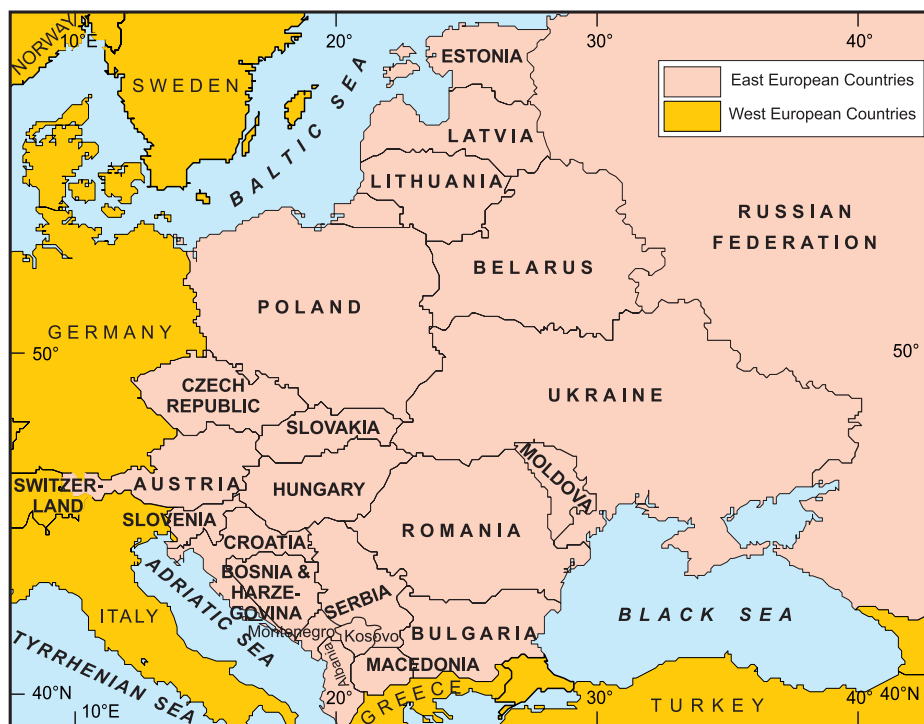 NORWAY
10°E
20°
30°
40°
SWEDEN
BALTIC SEA
ESTONIA
East European Countries
West European Countries
LATVIA
LITHUANIA
RUSSIAN
FEDERATION
BELARUS
POLAND
GERMANY
50°
50°
CZECH
REPUBLIC
UKRAINE
SLOVAKIA
MOLDOVA
SWITZER-
LAND
AUSTRIA
HUNGARY
SLOVENIA
CROATIA
ROMANIA
BOSNIA &
HARZE-
GOVINA
SERBIA
ADRIATIC SEA
ITALY
BLACK SEA
Montenegro
Kosovo
BULGARIA
Albania
MACEDONIA
TYRRHENIAN SEA
GREECE
TURKEY
40°N
10°E
20°
30°
40°
40°N